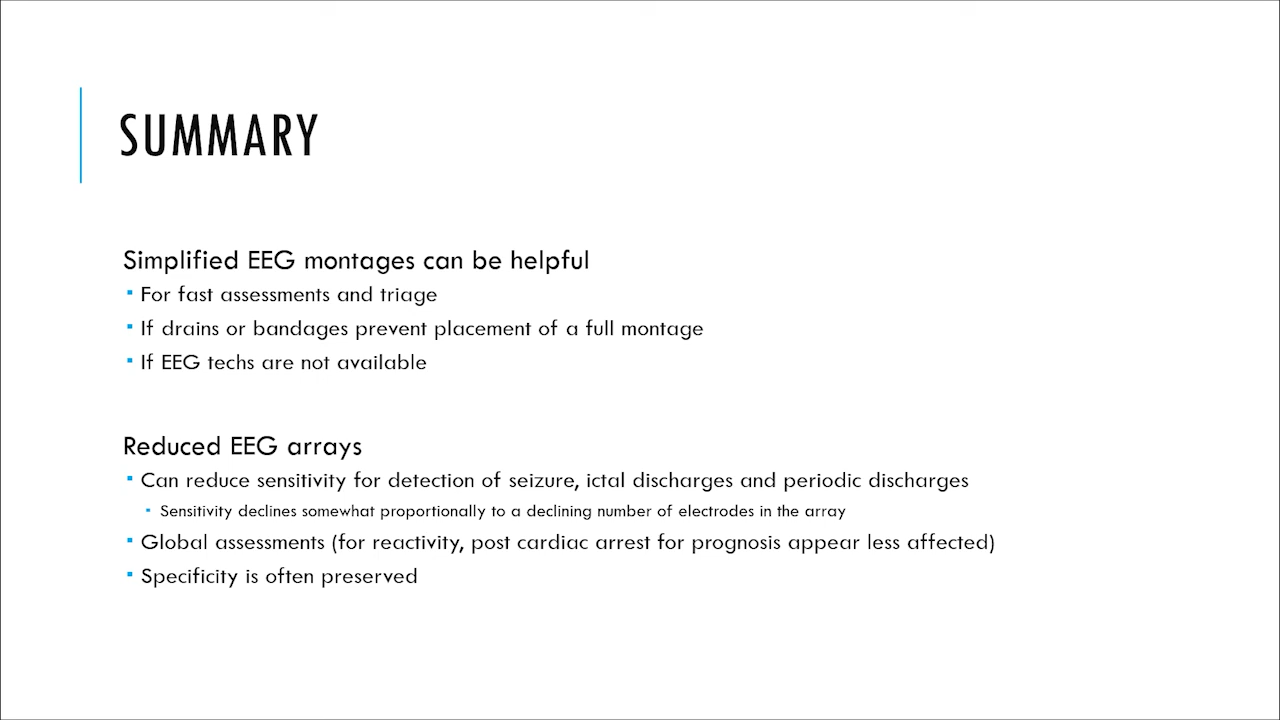 SUMMARY
Simplified EEG montages can be helpful
For fast assessments and triage
If drains or bandages prevent placement of a full montage
If EEG techs are not available
Reduced EEG arrays
Can reduce sensitivity for detection of seizure, ictal discharges and periodic discharges
Sensitivity declines somewhat proportionally to a declining number of electrodes in the array
Global assessments (for reactivity, post cardiac arrest for prognosis appear less affected)
Specificity is often preserved